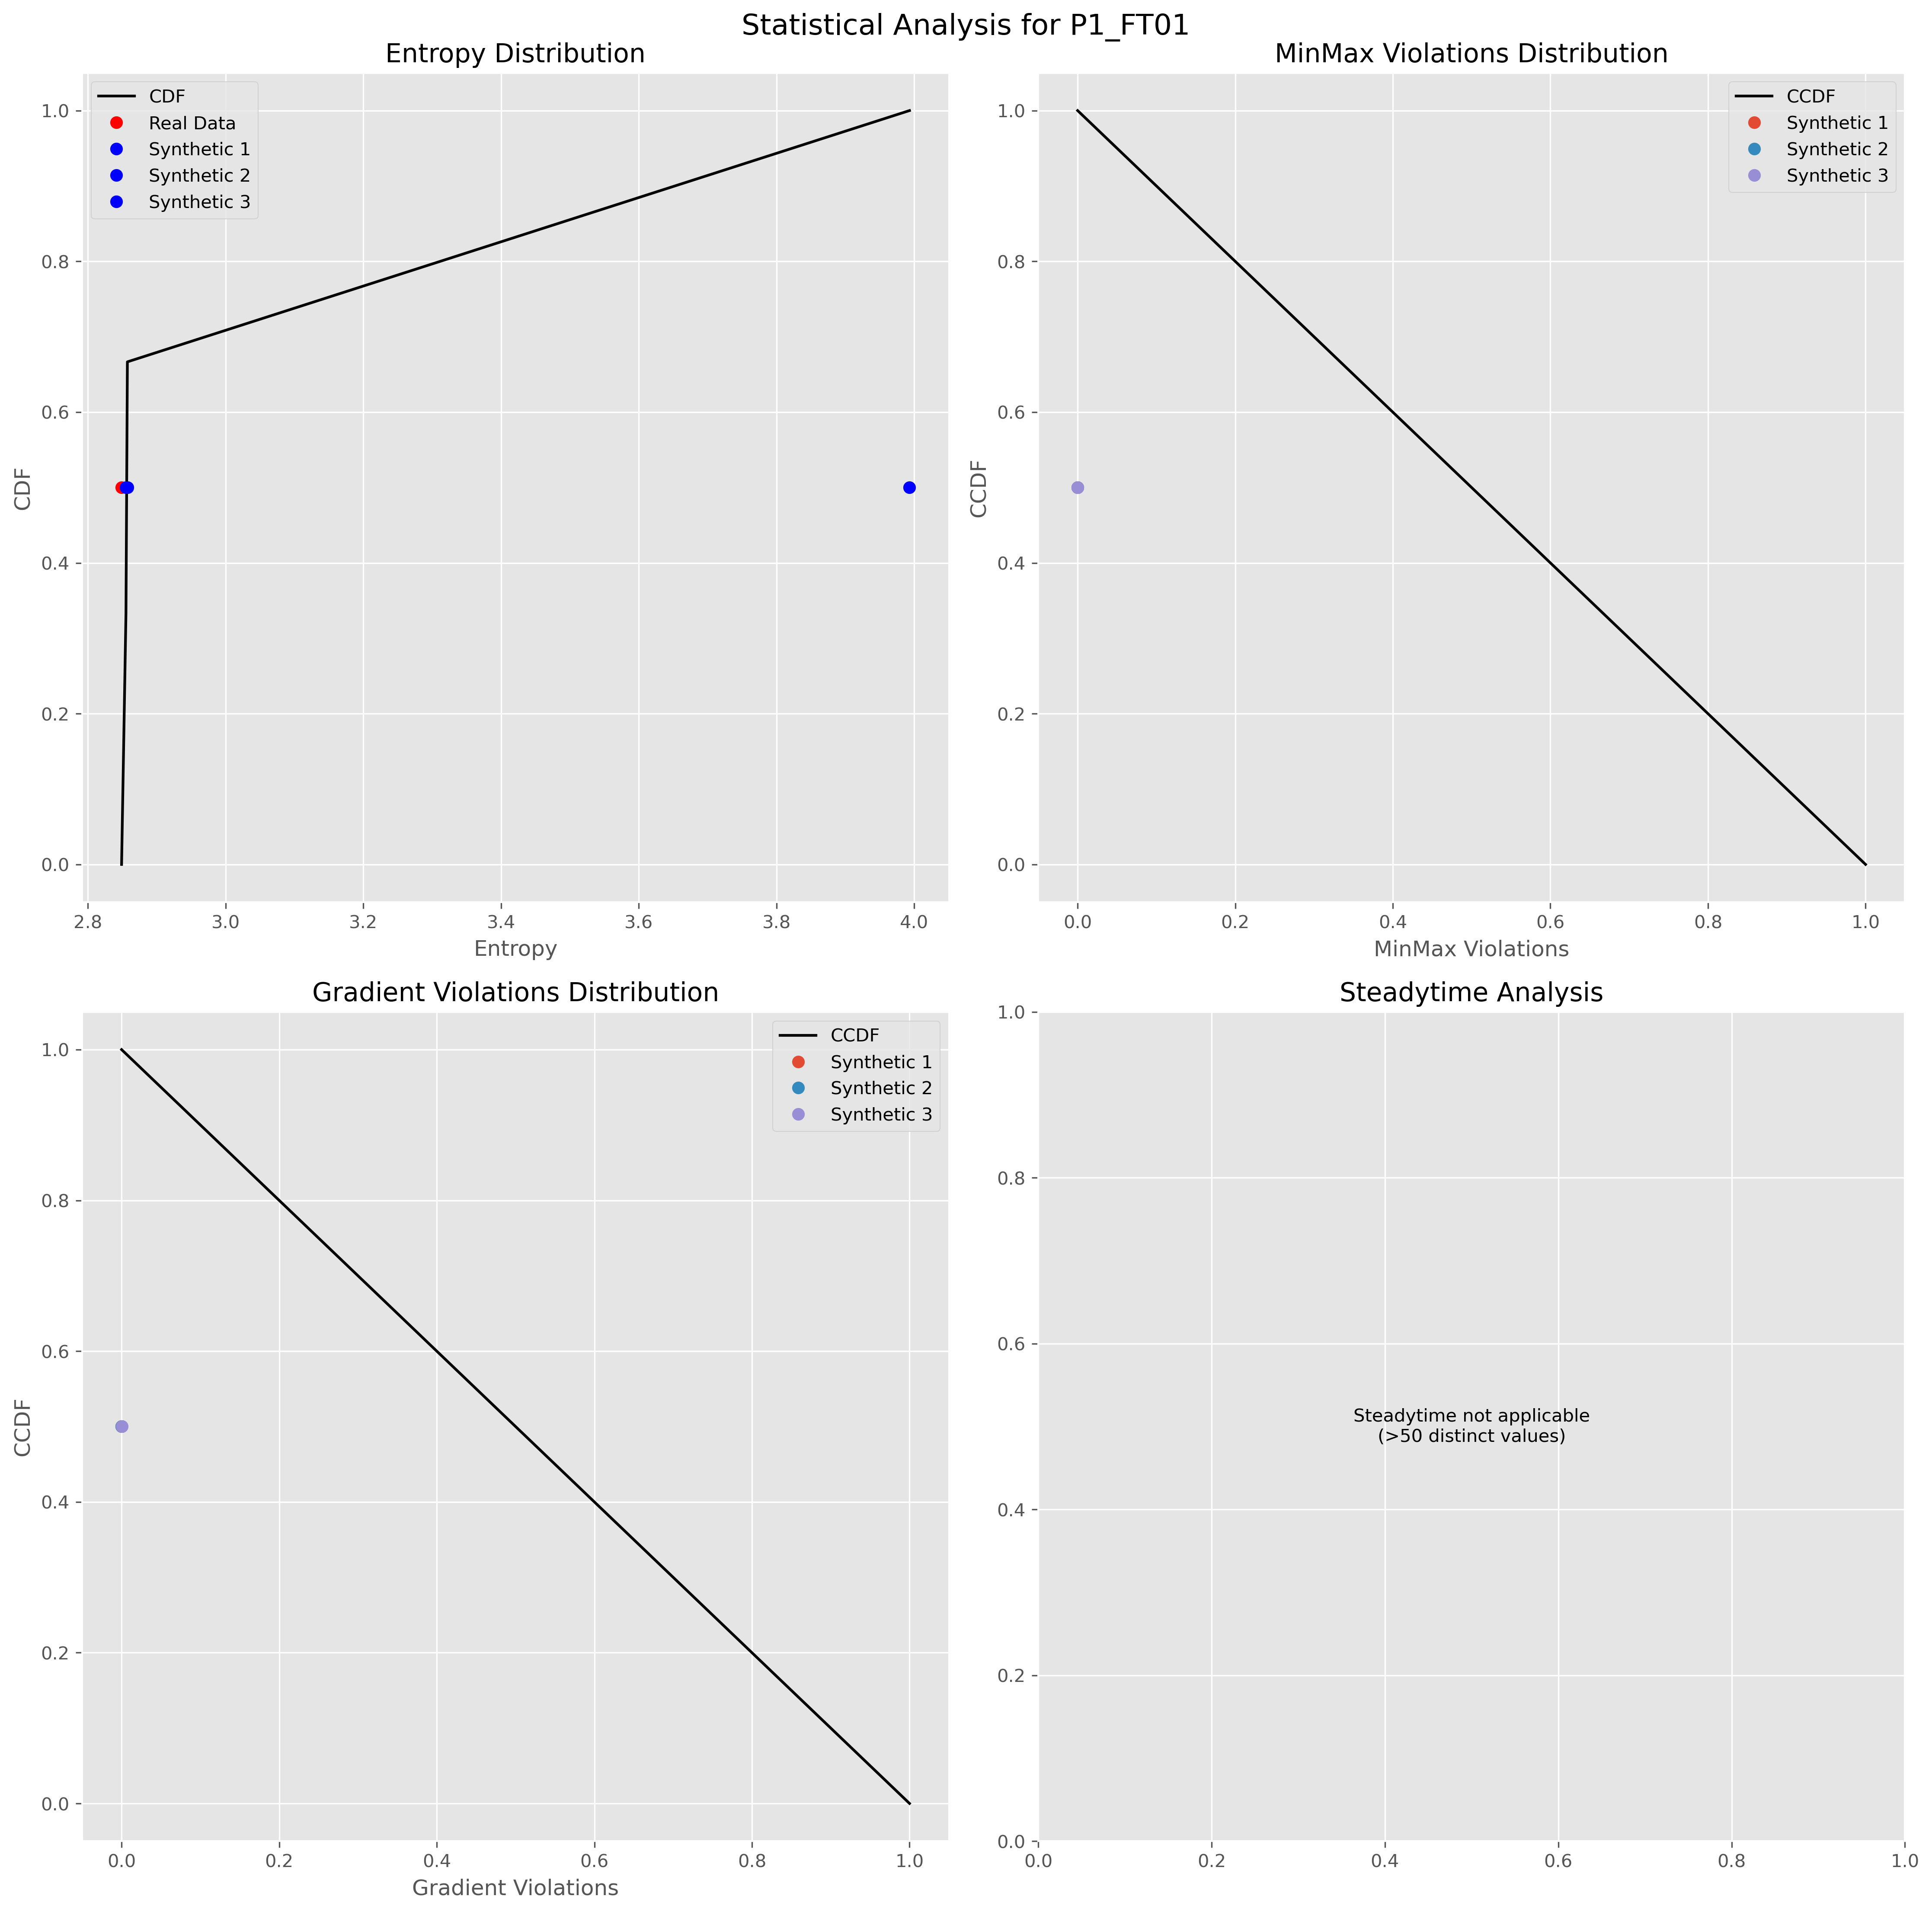 Statistical Analysis for P1_FT01
Entropy Distribution
CDF
Real Data
Synthetic 1
Synthetic 2
Synthetic 3
1.0
0.8
0.6
0.4
0.2
0.0
CDF
2.8 3.0 3.2 3.4 3.6 3.8 4.0
Entropy
MinMax Violations Distribution
CCDF
Synthetic 1
Synthetic 2
Synthetic 3
1.0
0.8
0.6
0.4
0.2
0.0
CCDF
0.0 0.2 0.4 0.6 0.8 1.0
MinMax Violations
Gradient Violations Distribution
CCDF
Synthetic 1
Synthetic 2
Synthetic 3
1.0
0.8
0.6
0.4
0.2
0.0
CCDF
0.0 0.2 0.4 0.6 0.8 1.0
Gradient Violations
Steadytime Analysis
1.0
0.8
0.6
0.4
0.2
0.0
Steadytime not applicable
(>50 distinct values)
0.0 0.2 0.4 0.6 0.8 1.0